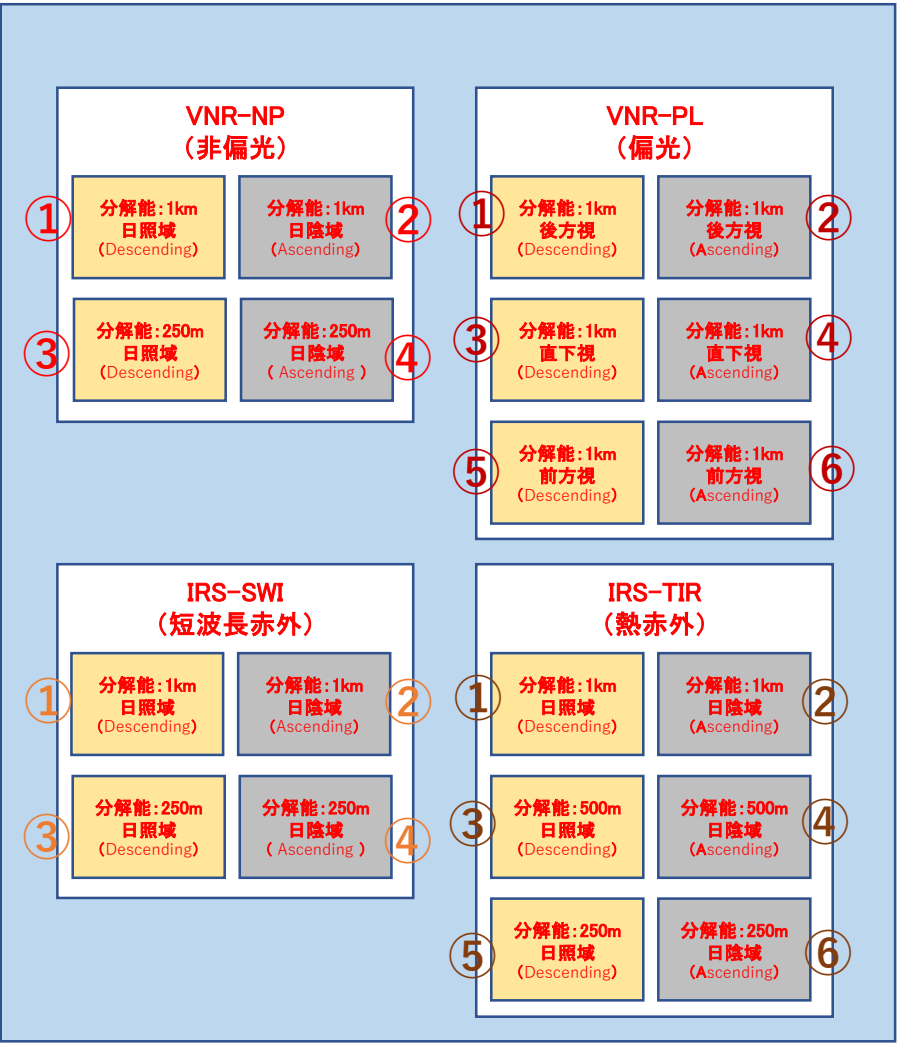 VNR-NP
（非偏光）
①
分解能：1km
日照域
(Descending)
分解能：1km
日陰域
(Ascending)
②
③
分解能：250m
日照域
(Descending)
分解能：250m
日陰域
( Ascending )
④
VNR-PL
（偏光）
①
分解能：1km
後方視
(Descending)
分解能：1km
後方視
(Ascending)
②
③
分解能：1km
直下視
(Descending)
分解能：1km
直下視
(Ascending)
④
⑤
分解能：1km
前方視
(Descending)
分解能：1km
前方視
(Ascending)
⑥
IRS-SWI
（短波長赤外）
①
分解能：1km
日照域
(Descending)
分解能：1km
日陰域
(Ascending)
②
③
分解能：250m
日照域
(Descending)
分解能：250m
日陰域
( Ascending )
④
IRS-TIR
（熱赤外）
①
分解能：1km
日照域
(Descending)
分解能：1km
日陰域
(Ascending)
②
③
分解能：500m
日照域
(Descending)
分解能：500m
日陰域
(Ascending)
④
⑤
分解能：250m
日照域
(Descending)
分解能：250m
日陰域
(Ascending)
⑥